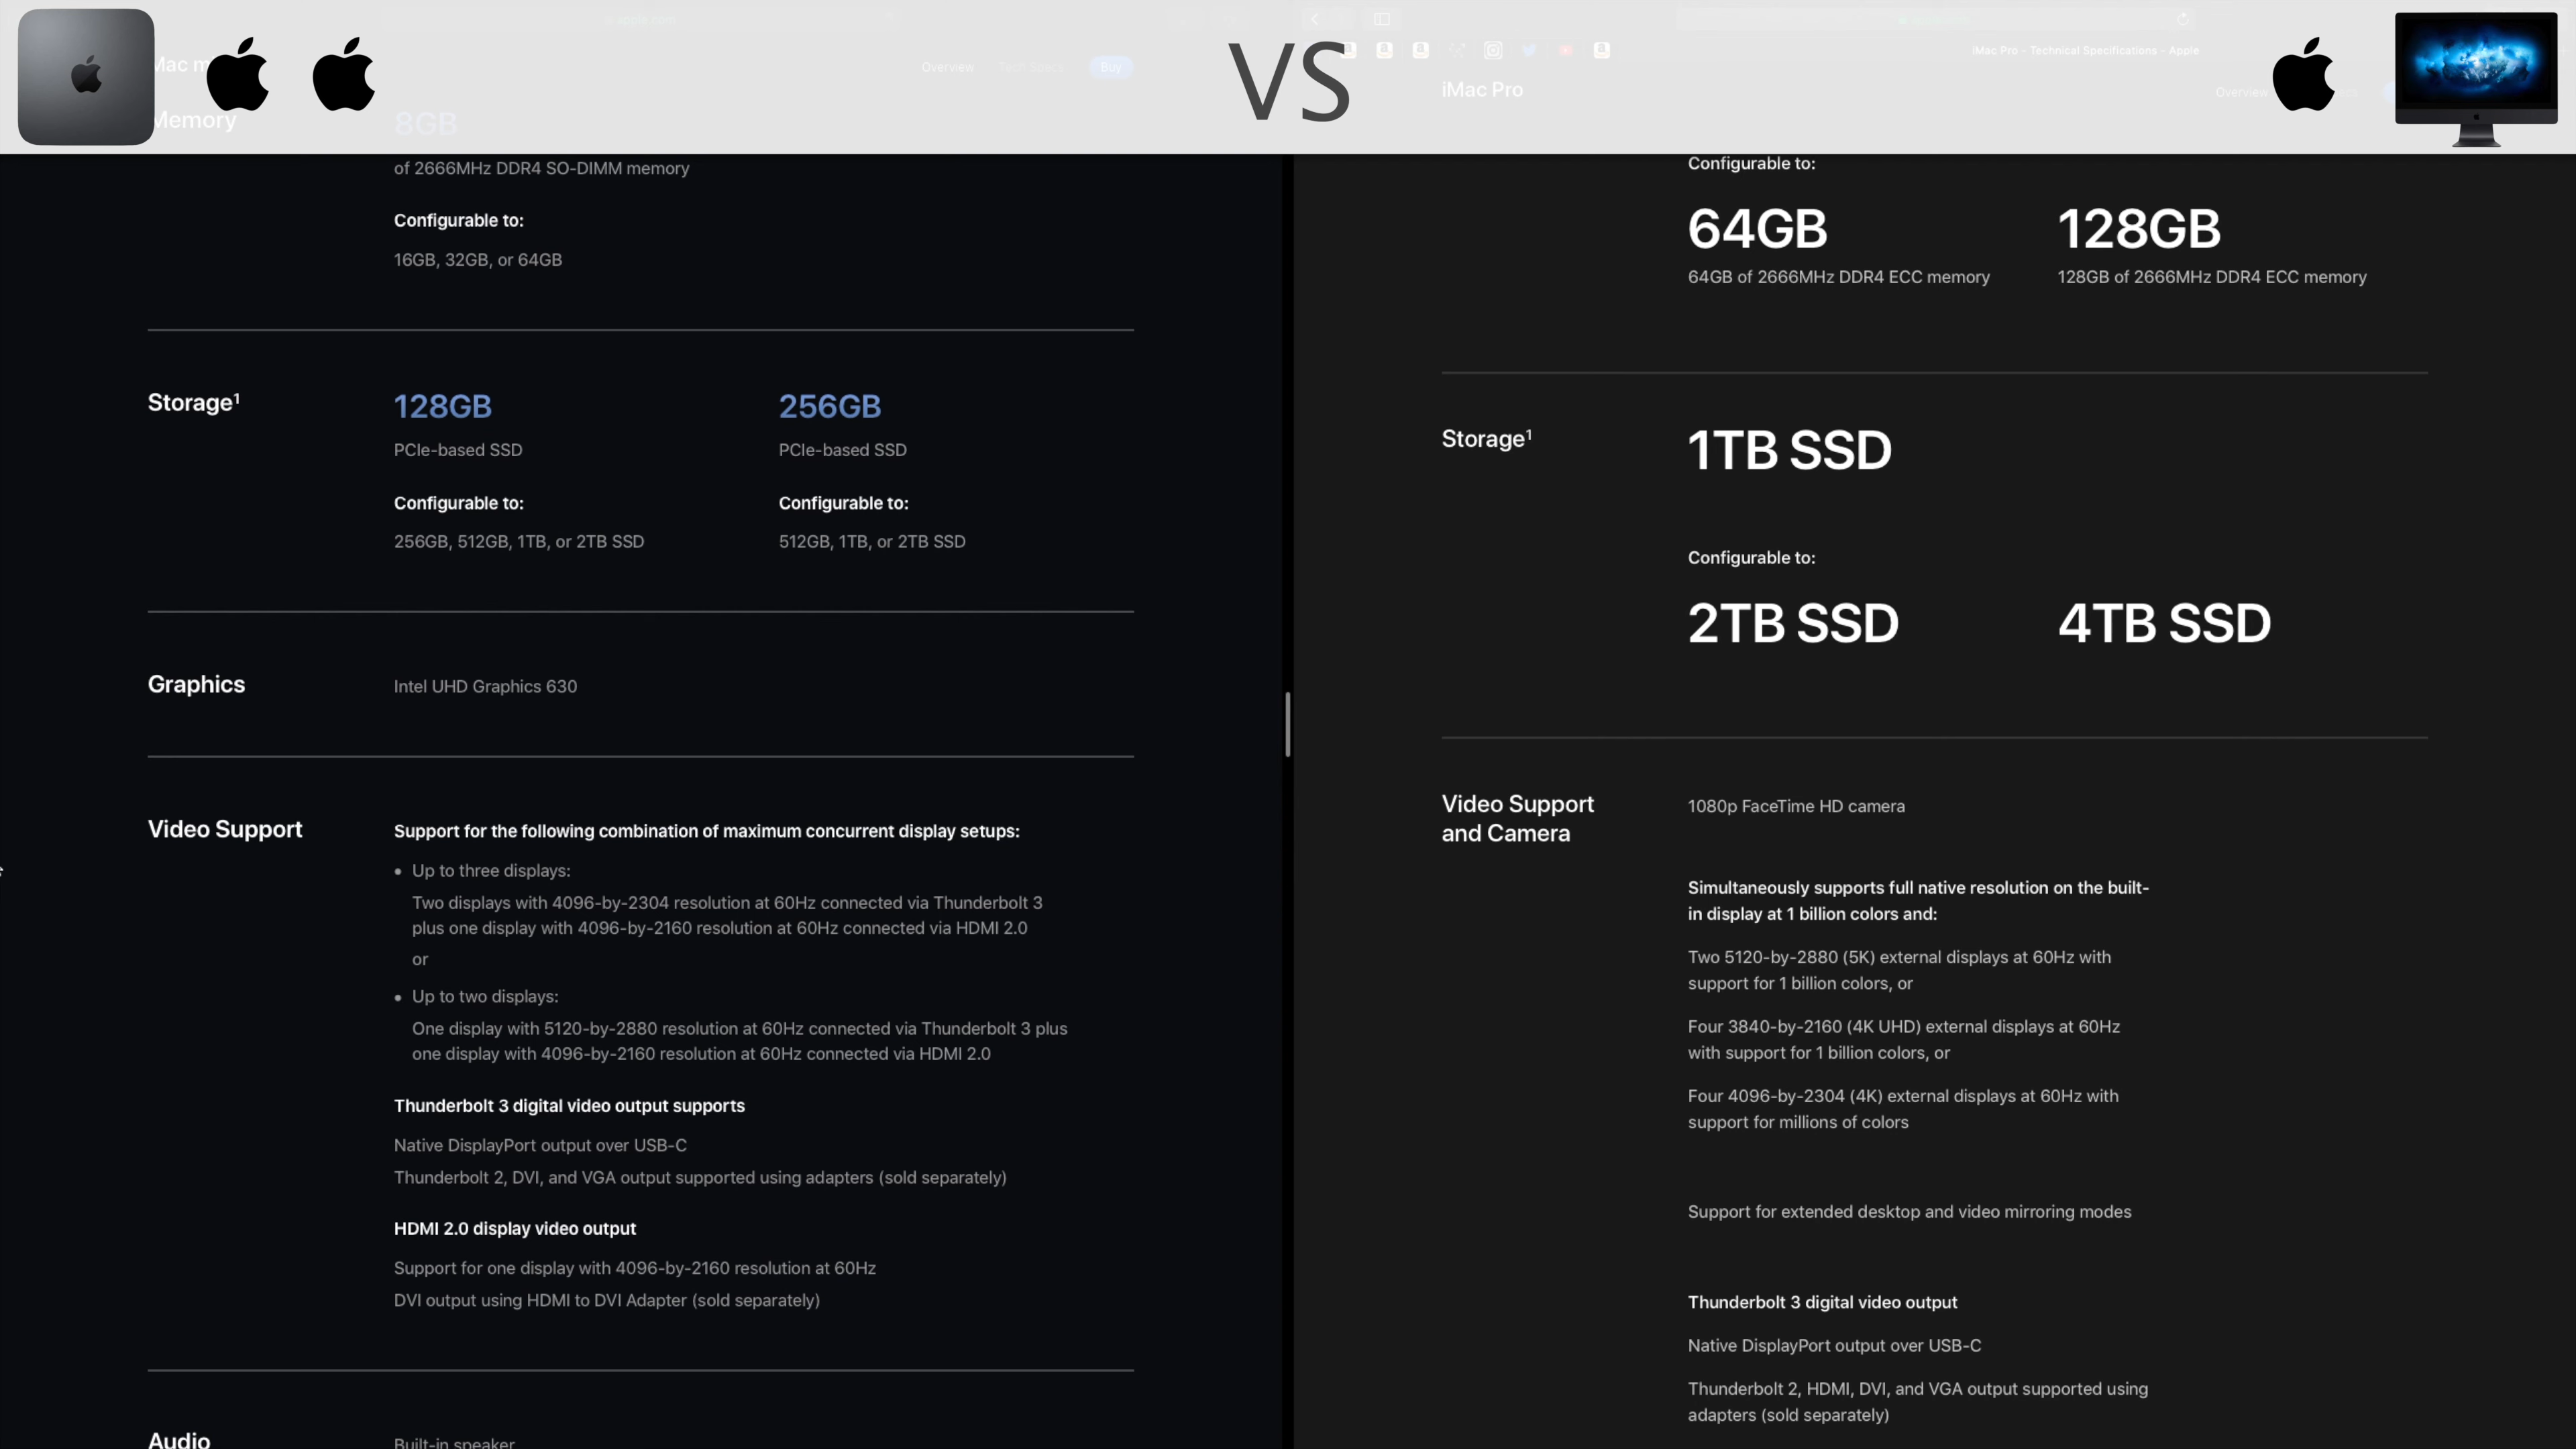 VS
Mac m
Overview
Tech Specs
Buy
Memory
8GB
of 2666MHz DDR4 SO-DIMM memory
Configurable to:
16GB, 32GB, or 64GB
Storage¹
128GB
PCIe-based SSD
Configurable to:
256GB, 512GB, 1TB, or 2TB SSD
256GB
PCIe-based SSD
Configurable to:
512GB, 1TB, or 2TB SSD
Graphics
Intel UHD Graphics 630
Video Support
Support for the following combination of maximum concurrent display setups:
• Up to three displays:
Two displays with 4096-by-2304 resolution at 60Hz connected via Thunderbolt 3
plus one display with 4096-by-2160 resolution at 60Hz connected via HDMI 2.0
or
• Up to two displays:
One display with 5120-by-2880 resolution at 60Hz connected via Thunderbolt 3 plus
one display with 4096-by-2160 resolution at 60Hz connected via HDMI 2.0
Thunderbolt 3 digital video output supports
Native DisplayPort output over USB-C
Thunderbolt 2, DVI, and VGA output supported using adapters (sold separately)
HDMI 2.0 display video output
Support for one display with 4096-by-2160 resolution at 60Hz
DVI output using HDMI to DVI Adapter (sold separately)
Audio
Built-in speaker
iMac Pro - Technical Specifications - Apple
iMac Pro
Overview
Configurable to:
64GB
64GB of 2666MHz DDR4 ECC memory
128GB
128GB of 2666MHz DDR4 ECC memory
Storage¹
1TB SSD
Configurable to:
2TB SSD
4TB SSD
Video Support
and Camera
1080p FaceTime HD camera
Simultaneously supports full native resolution on the built-
in display at 1 billion colors and:
Two 5120-by-2880 (5K) external displays at 60Hz with
support for 1 billion colors, or
Four 3840-by-2160 (4K UHD) external displays at 60Hz
with support for 1 billion colors, or
Four 4096-by-2304 (4K) external displays at 60Hz with
support for millions of colors
Support for extended desktop and video mirroring modes
Thunderbolt 3 digital video output
Native DisplayPort output over USB-C
Thunderbolt 2, HDMI, DVI, and VGA output supported using
adapters (sold separately)